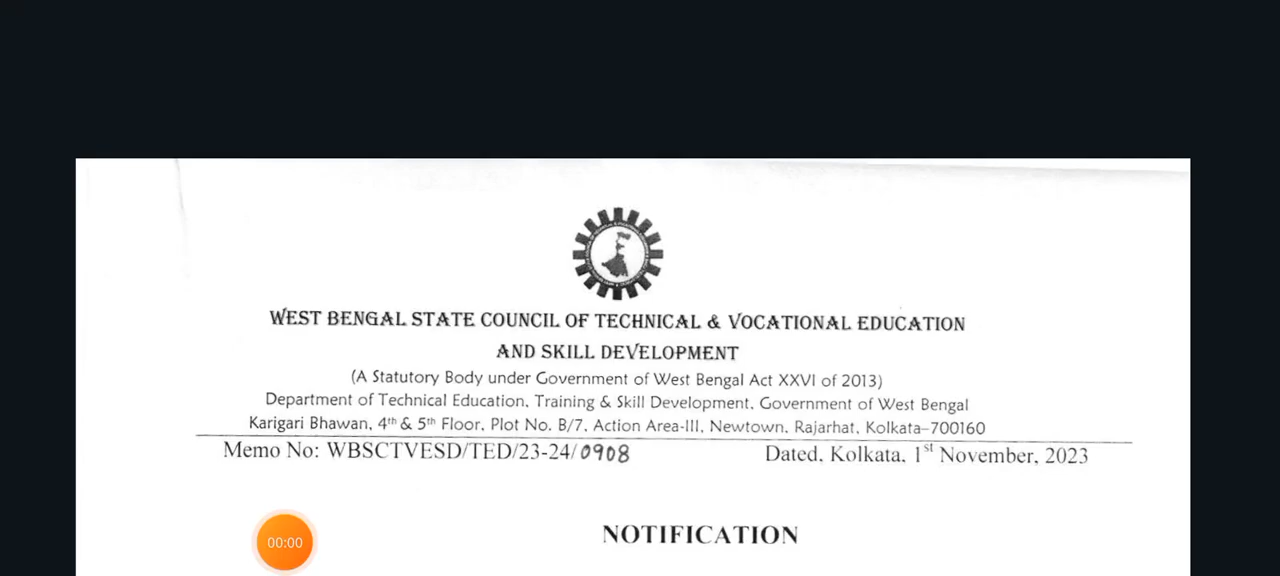 WEST BENGAL STATE COUNCIL OF TECHNICAL & VOCATIONAL EDUCATION
AND SKILL DEVELOPMENT
(A Statutory Body under Government of West Bengal Act XXVI of 2013)
Department of Technical Education, Training & Skill Development, Government of West Bengal
Karigari Bhawan, 4th & 5th Floor, Plot No. B/7, Action Area-III, Newtown, Rajarhat, Kolkata-700160
Memo No: WBSCTVESD/TED/23-24/0908 Dated, Kolkata, 1st November, 2023
NOTIFICATION
00:00